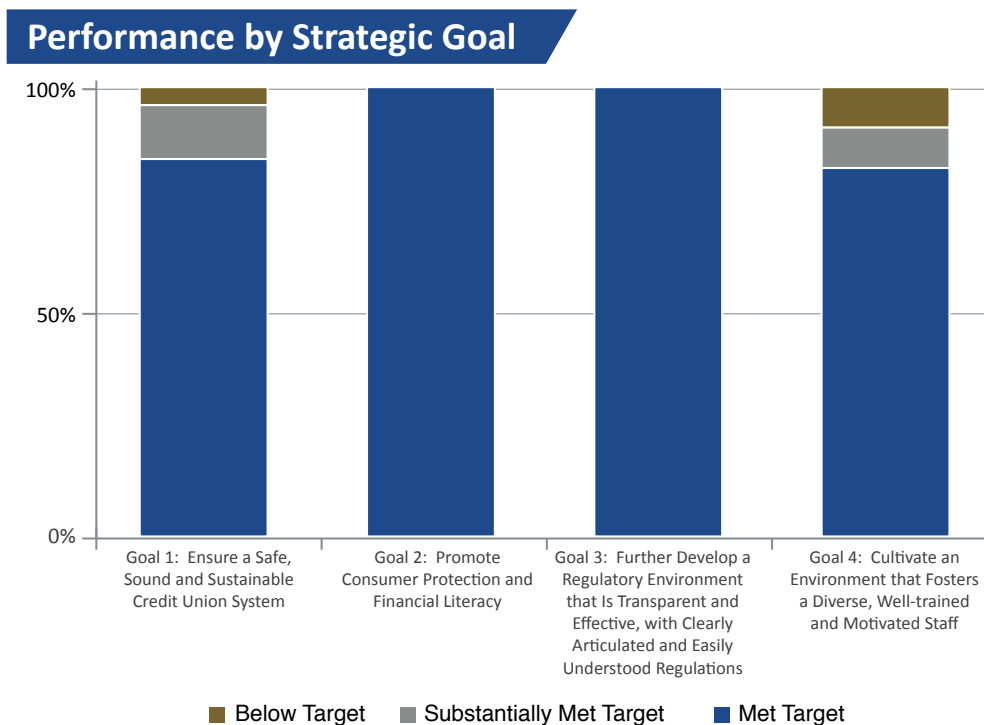 Performance by Strategic Goal
100%
50%
0%
Goal 1:  Ensure a Safe,
Sound and Sustainable
Credit Union System
Goal 2:  Promote
Consumer Protection and
Financial Literacy
Goal 3:  Further Develop a
Regulatory Environment
that Is Transparent and
Effective, with Clearly
Articulated and Easily
Understood Regulations
Goal 4:  Cultivate an
Environment that Fosters
a Diverse, Well-trained
and Motivated Staff
Below Target  Substantially Met Target  Met Target